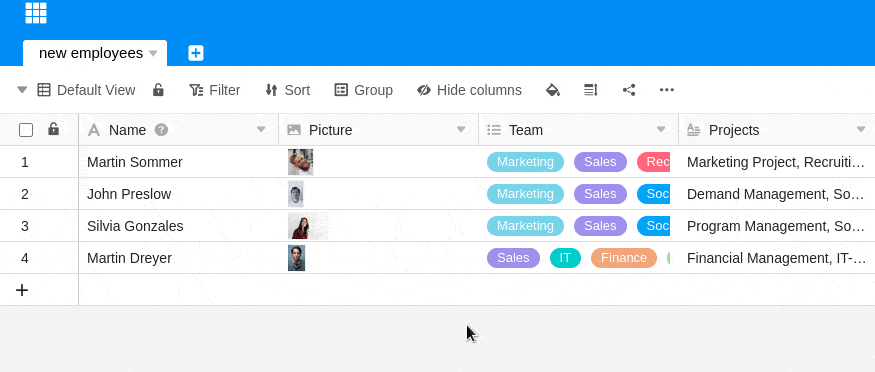 new employees
Default View Filter Sort Group Hide columns
Name Picture Team Projects
1 Martin Sommer Marketing Sales Rec Marketing Project, Recruiti...
2 John Preslow Marketing Sales Soc Demand Management, So...
3 Silvia Gonzales Marketing Sales Soc Program Management, So...
4 Martin Dreyer Sales IT Finance Financial Management, IT-...